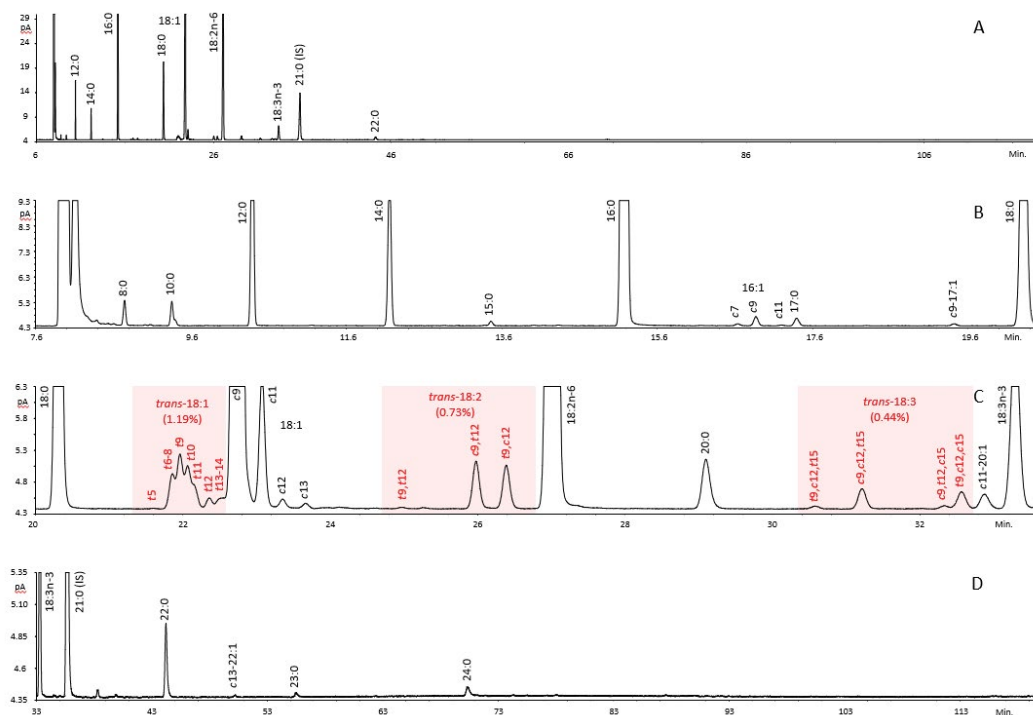 A
29
pA
24
19
14
9
4
12:0
14:0
16:0
18:0
18:1
18:2n-6
18:3n-3
21:0 (IS)
22:0
6
26
46
66
86
106
Min.
B
9.3
pA
8.3
7.3
6.3
5.3
4.3
8:0
10:0
12:0
14:0
15:0
16:0
16:1
c7
c9
c11
17:0
c9-17:1
18:0
7.6
9.6
11.6
13.6
15.6
17.6
19.6
Min.
C
6.3
pA
5.8
5.3
4.8
4.3
18:0
trans-18:1
(1.19%)
t5
t6-8
t9
t10
t11
t12
t13-14
c9
c11
18:1
c12
c13
trans-18:2
(0.73%)
t9,t12
c9,t12
t9,c12
18:2n-6
20:0
trans-18:3
(0.44%)
t9,c12,t15
c9,c12,t15
c9,t12,c15
t9,c12,c15
c11-20:1
18:3n-3
20
22
24
26
28
30
32
Min.
D
5.35
pA
5.10
4.85
4.6
4.35
18:3n-3
21:0 (IS)
22:0
c13-22:1
23:0
24:0
33
43
53
63
73
83
93
103
113
Min.